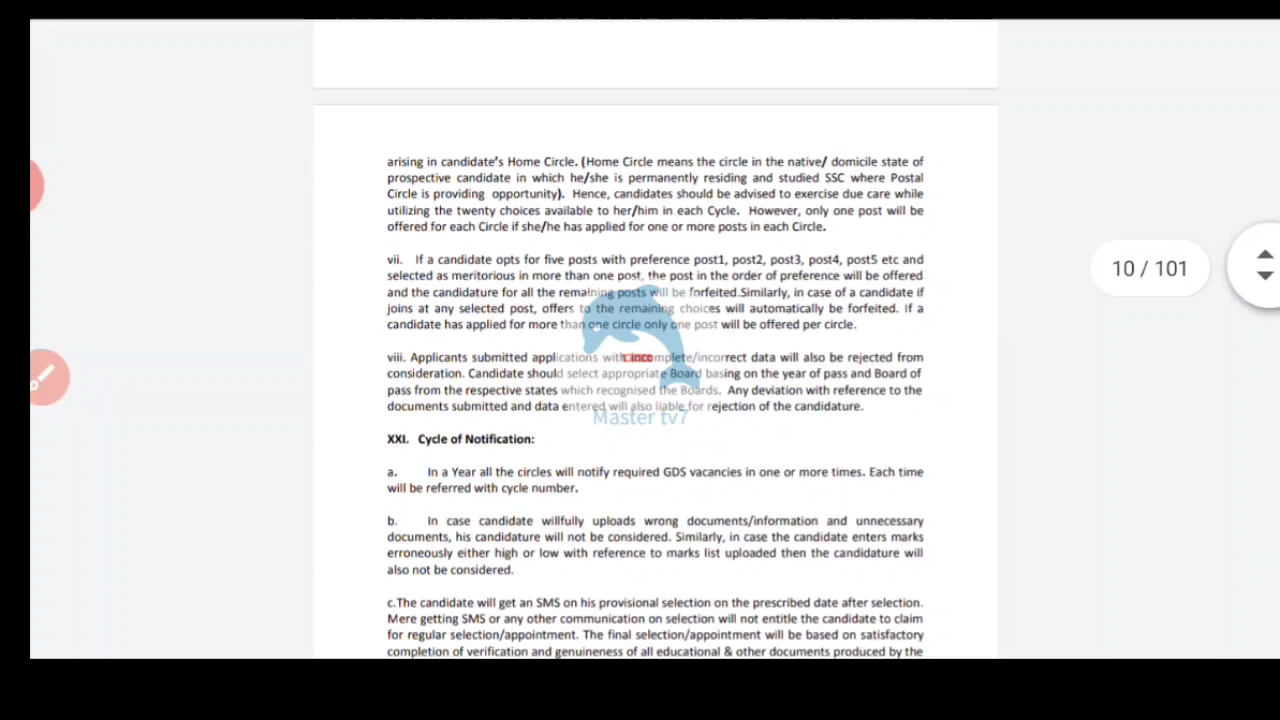 arising in candidate's Home Circle. (Home Circle means the circle in the native/ domicile state of
prospective candidate in which he/she is permanently residing and studied SSC where Postal
Circle is providing opportunity). Hence, candidates should be advised to exercise due care while
utilizing the twenty choices available to her/him in each Cycle. However, only one post will be
offered for each Circle if she/he has applied for one or more posts in each Circle.
vii. If a candidate opts for five posts with preference post1, post2, post3, post4, post5 etc and
selected as meritorious in more than one post, the post in the order of preference will be offered
and the candidature for all the remaining posts will be forfeited.Similarly, in case of a candidate if
joins at any selected post, offers to the remaining choices will automatically be forfeited. If a
candidate has applied for more than one circle only one post will be offered per circle.
viii. Applicants submitted applications with incomplete/incorrect data will also be rejected from
consideration. Candidate should select appropriate Board basing on the year of pass and Board of
pass from the respective states which recognised the Boards. Any deviation with reference to the
documents submitted and data entered will also liable for rejection of the candidature.
Master tv7
XXI. Cycle of Notification:
a. In a Year all the circles will notify required GDS vacancies in one or more times. Each time
will be referred with cycle number.
b. In case candidate willfully uploads wrong documents/information and unnecessary
documents, his candidature will not be considered. Similarly, in case the candidate enters marks
erroneously either high or low with reference to marks list uploaded then the candidature will
also not be considered.
c.The candidate will get an SMS on his provisional selection on the prescribed date after selection.
Mere getting SMS or any other communication on selection will not entitle the candidate to claim
for regular selection/appointment. The final selection/appointment will be based on satisfactory
completion of verification and genuineness of all educational & other documents produced by the
10 / 101